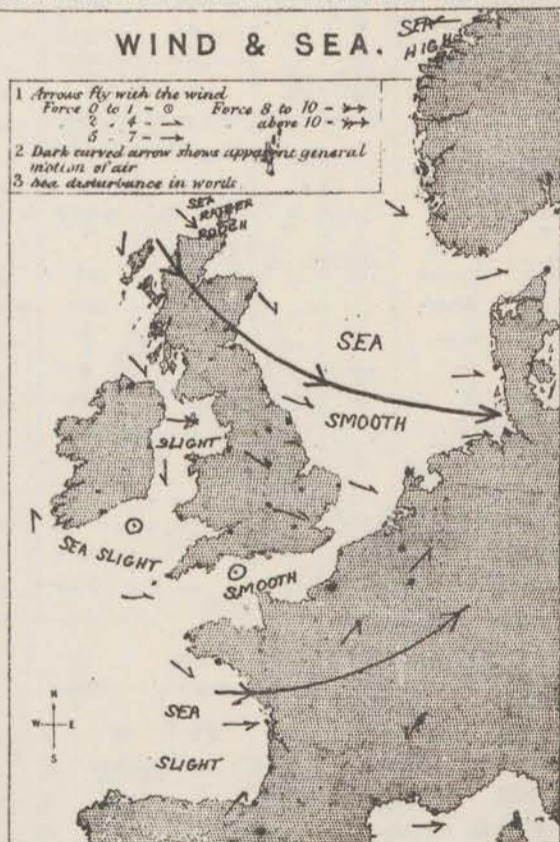 WIND & SEA.
SEA
HIGH
1 Arrows fly with the wind
Force 0 to 1 - ⊙ Force 8 to 10 -
2 „ 4 - above 10 -
5 7 -
2 Dark curved arrow shows apparent general
motion of air
3 Sea disturbance in words
SEA
RATHER
ROUGH
SEA
SMOOTH
SLIGHT
SEA SLIGHT
SMOOTH
SEA
SLIGHT
N
W E
S